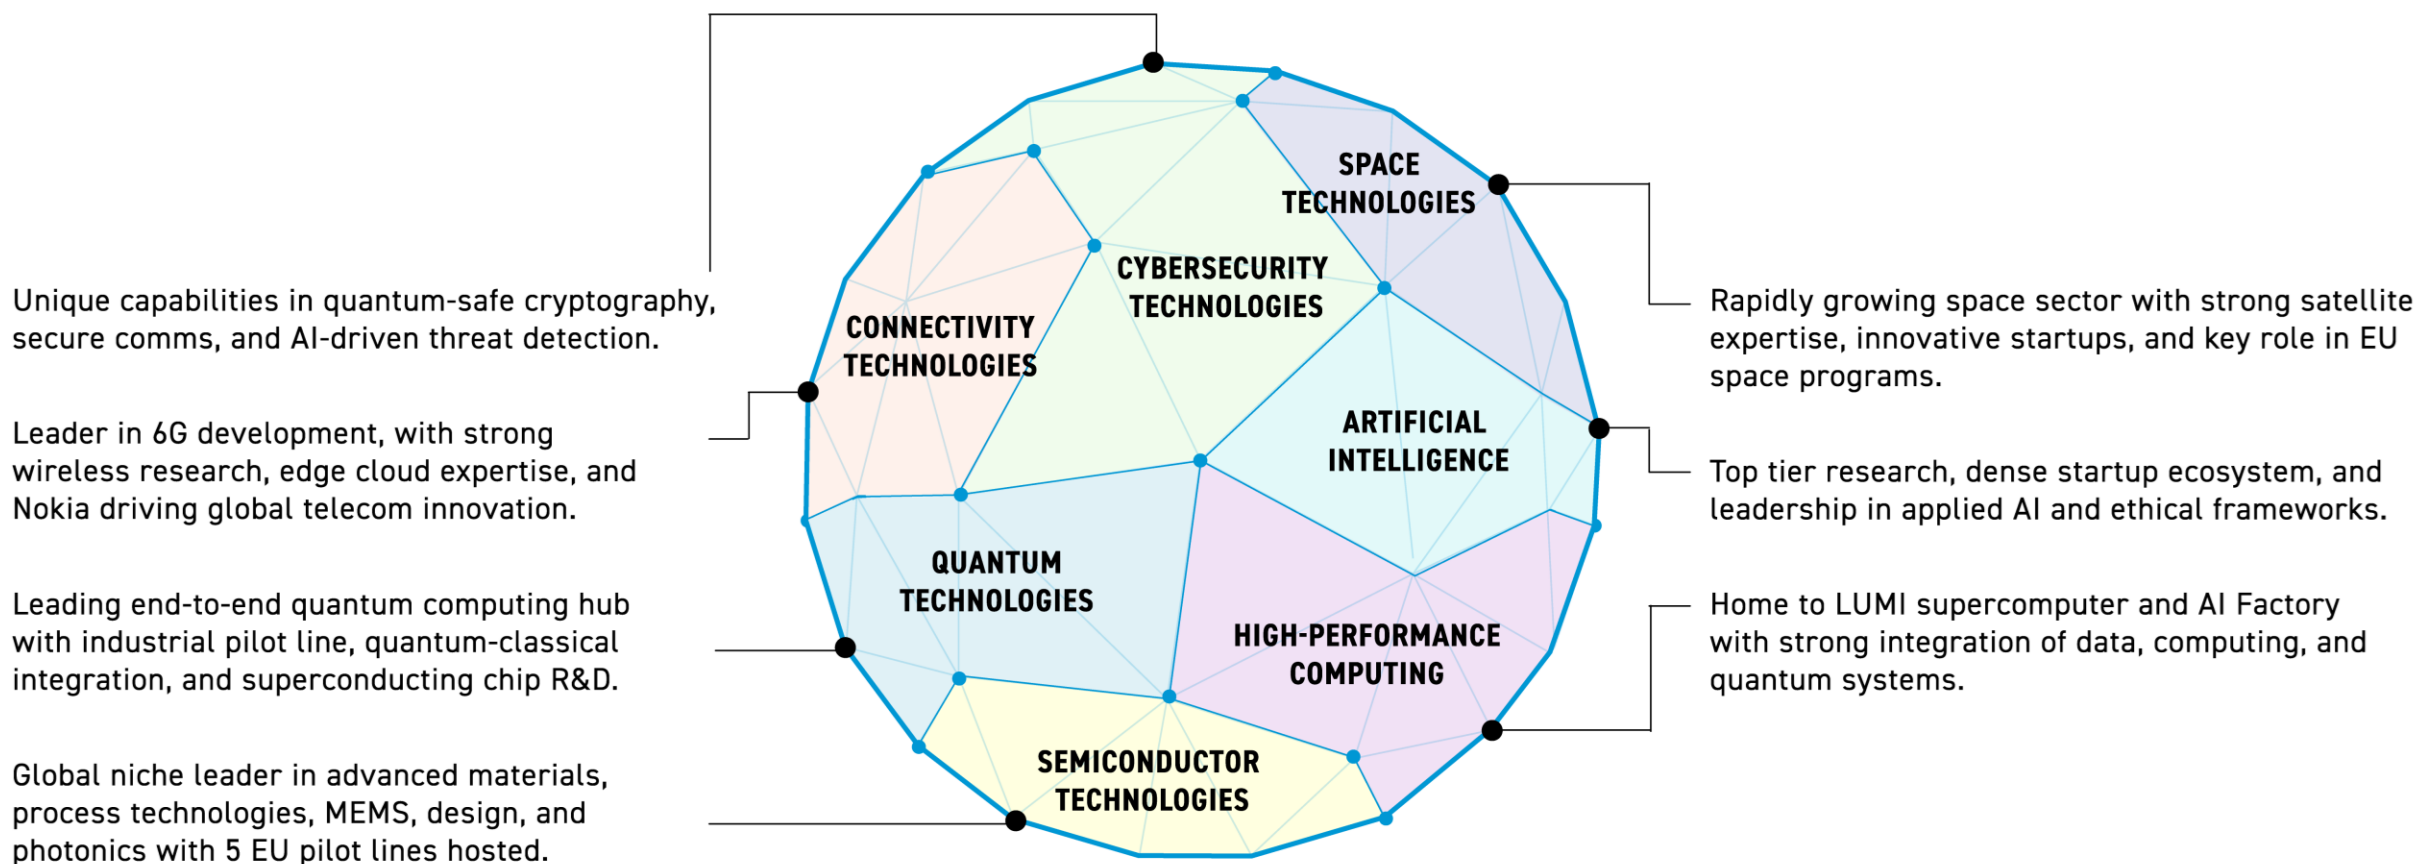 Unique capabilities in quantum-safe cryptography,
secure comms, and AI-driven threat detection.
Leader in 6G development, with strong
wireless research, edge cloud expertise, and
Nokia driving global telecom innovation.
Leading end-to-end quantum computing hub
with industrial pilot line, quantum-classical
integration, and superconducting chip R&D.
Global niche leader in advanced materials,
process technologies, MEMS, design, and
photonics with 5 EU pilot lines hosted.
SPACE
TECHNOLOGIES
CYBERSECURITY
TECHNOLOGIES
CONNECTIVITY
TECHNOLOGIES
ARTIFICIAL
INTELLIGENCE
QUANTUM
TECHNOLOGIES
HIGH-PERFORMANCE
COMPUTING
SEMICONDUCTOR
TECHNOLOGIES
Rapidly growing space sector with strong satellite
expertise, innovative startups, and key role in EU
space programs.
Top tier research, dense startup ecosystem, and
leadership in applied AI and ethical frameworks.
Home to LUMI supercomputer and AI Factory
with strong integration of data, computing, and
quantum systems.